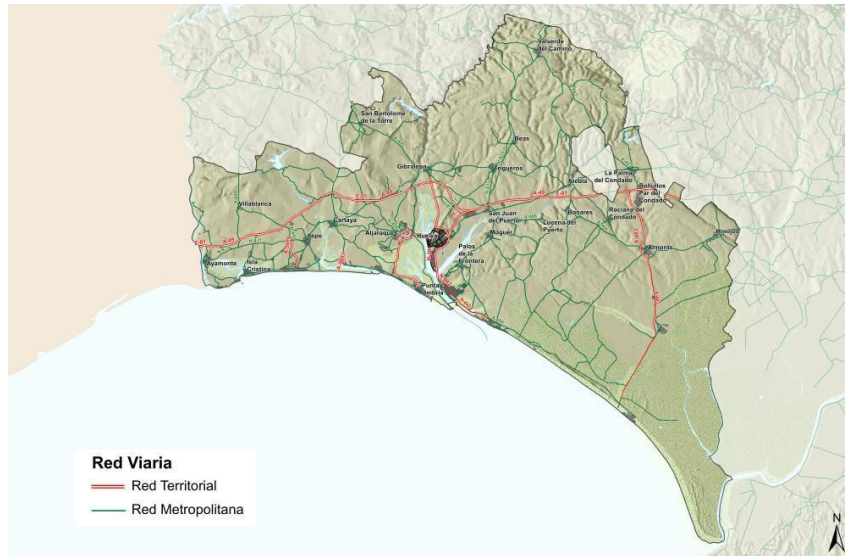 Valverde
del Camino
San Bartolomé
de la Torre
Beas
Gibraleón
Trigueros
Niebla
La Palma
del Condado
Bollullos
Par del
Condado
Villablanca
Cartaya
Lepe
Aljaraque
Huelva
San Juan
del Puerto
Moguer
Lucena del
Puerto
Bonares
Rociana del
Condado
Hinojos
Almonte
Ayamonte
Isla
Cristina
Palos
de la
Frontera
Punta
Umbría
Red Viaria
Red Territorial
Red Metropolitana
N